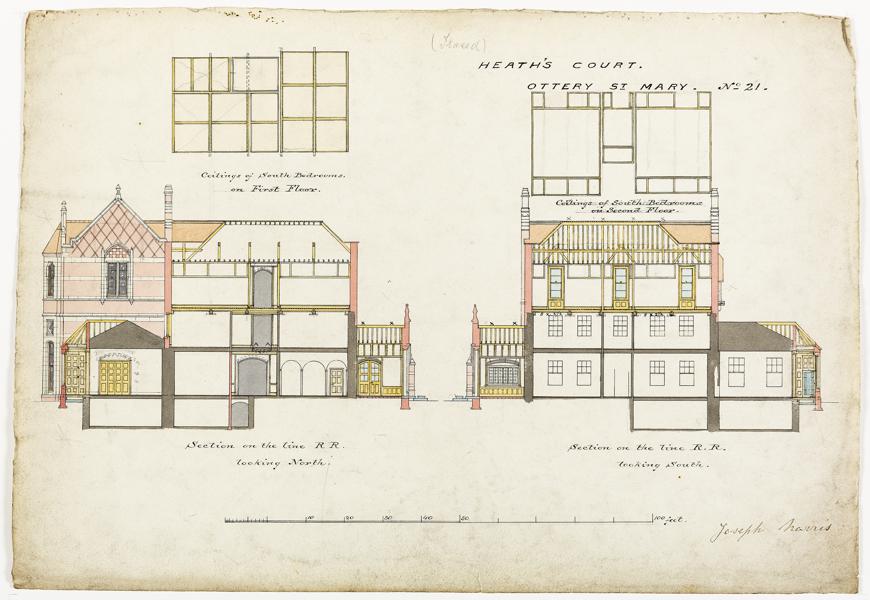 (Traced)
HEATH'S COURT.
OTTERY ST MARY. No 21.
Ceilings of South Bedrooms.
on First Floor.
Ceilings of South Bedrooms
on Second Floor.
Section on the line R R.
looking North.
Section on the line R.R.
looking South.
10 20 30 40 50 100 feet.
Joseph Norris